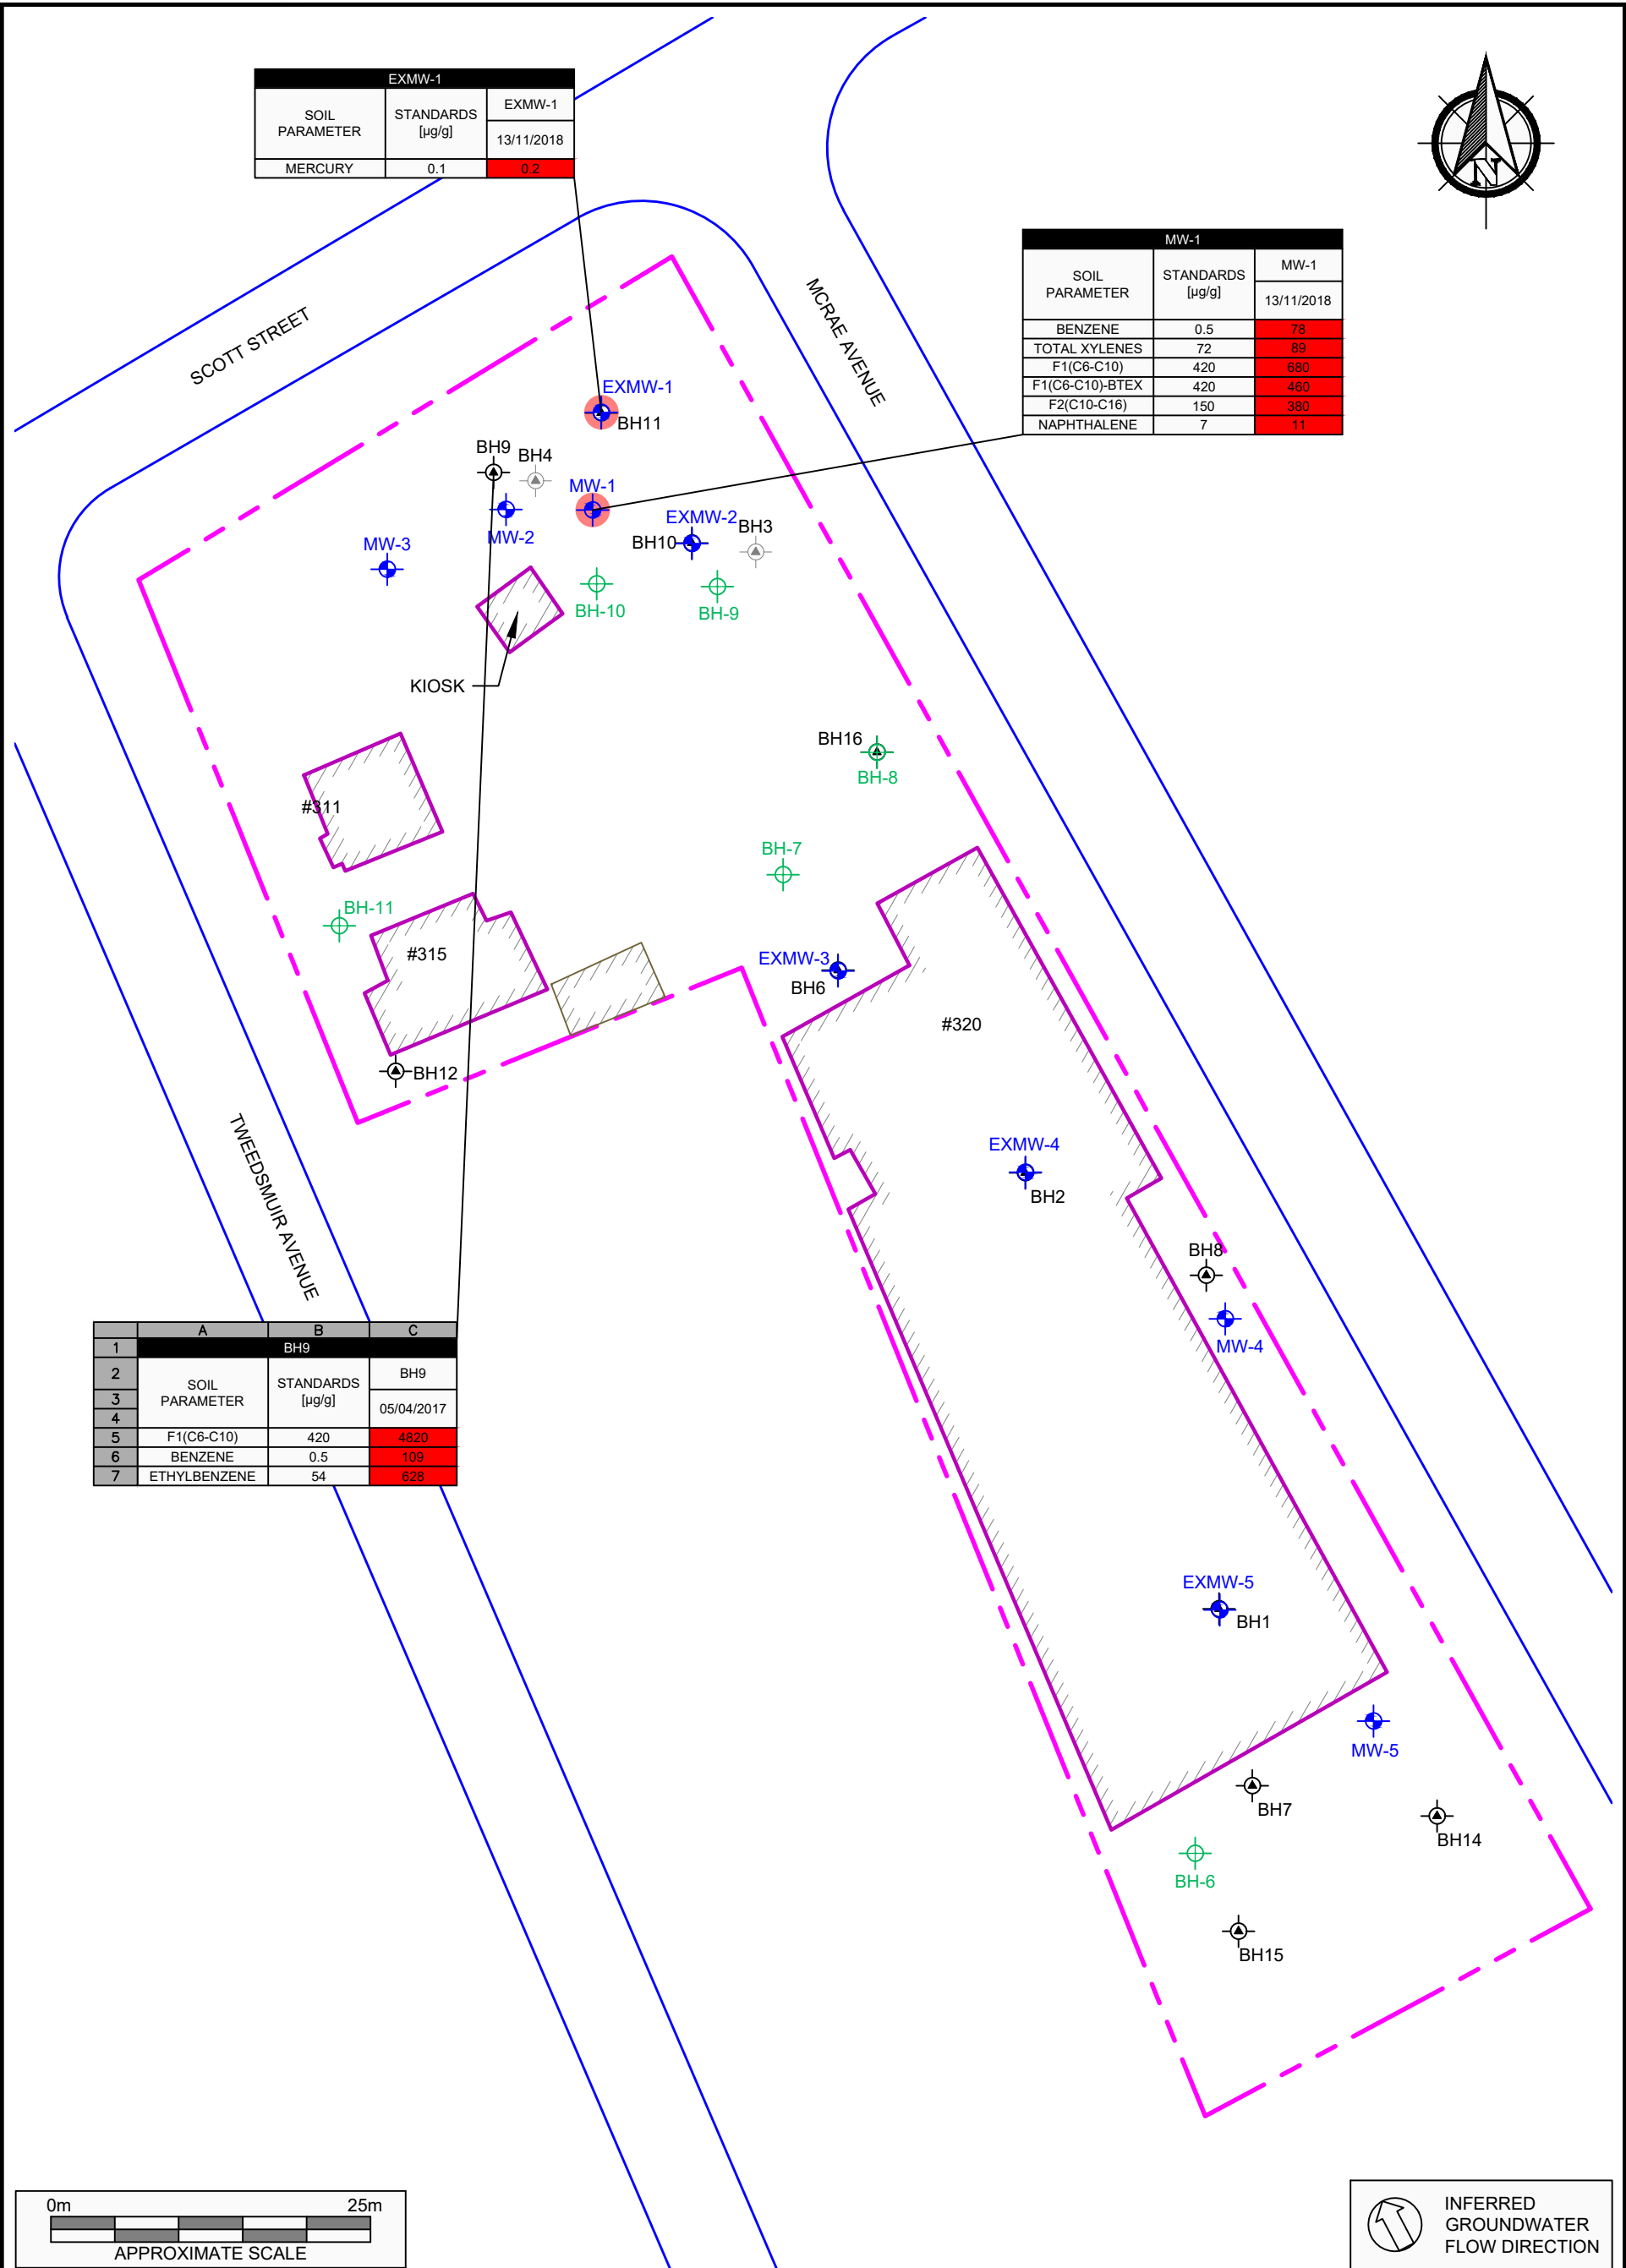 EXMW-1
SOIL PARAMETER STANDARDS [µg/g] EXMW-1
13/11/2018
MERCURY 0.1 0.2
N
MW-1
SOIL PARAMETER STANDARDS [µg/g] MW-1
13/11/2018
BENZENE 0.5 78
TOTAL XYLENES 72 89
F1(C6-C10) 420 680
F1(C6-C10)-BTEX 420 460
F2(C10-C16) 150 380
NAPHTHALENE 7 11
SCOTT STREET
MCRAE AVENUE
EXMW-1
BH11
BH9
BH4
MW-1
MW-2
EXMW-2
BH10
BH3
MW-3
BH-10
BH-9
KIOSK
BH16
BH-8
#311
BH-7
BH-11
#315
EXMW-3
BH6
#320
BH12
EXMW-4
BH2
TWEEDSMUIR AVENUE
BH8
MW-4
A B C
1 BH9
2 SOIL PARAMETER STANDARDS [µg/g] BH9
3 05/04/2017
4
5 F1(C6-C10) 420 4820
6 BENZENE 0.5 109
7 ETHYLBENZENE 54 628
EXMW-5
BH1
MW-5
BH7
BH14
BH-6
BH15
0m 25m
APPROXIMATE SCALE
INFERRED
GROUNDWATER
FLOW DIRECTION